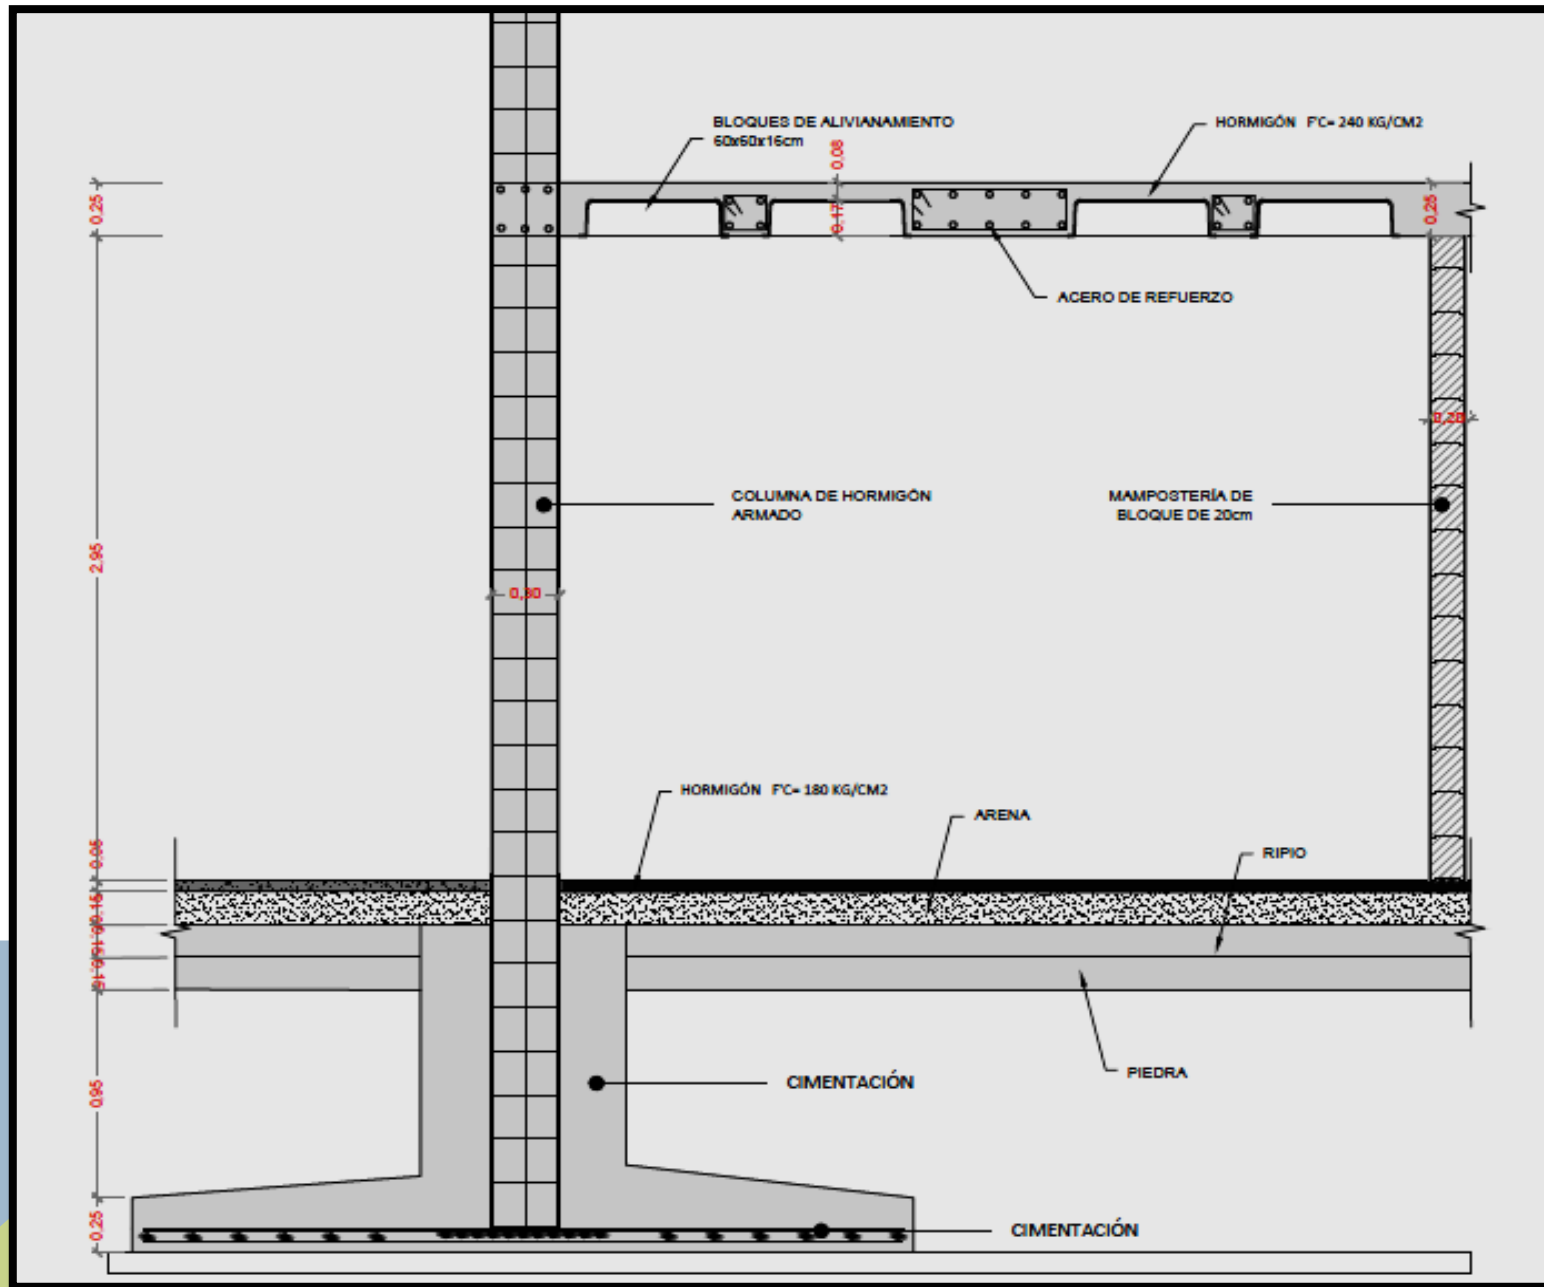 BLOQUES DE ALIVIANAMIENTO
60x60x16cm
HORMIGÓN F'C= 240 KG/CM2
0,08
0,25
0,17
0,25
ACERO DE REFUERZO
0,20
COLUMNA DE HORMIGÓN
ARMADO
MAMPOSTERÍA DE
BLOQUE DE 20cm
2,95
0,30
HORMIGÓN F'C= 180 KG/CM2
ARENA
RIPIO
0,05
0,15
PIEDRA
CIMENTACIÓN
0,95
CIMENTACIÓN
0,25